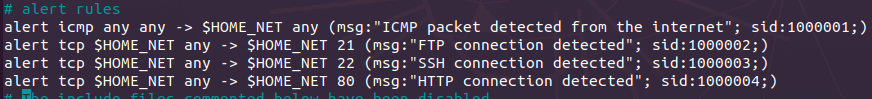 # alert rules
alert icmp any any -> $HOME_NET any (msg:"ICMP packet detected from the internet"; sid:1000001;)
alert tcp $HOME_NET any -> $HOME_NET 21 (msg:"FTP connection detected"; sid:1000002;)
alert tcp $HOME_NET any -> $HOME_NET 22 (msg:"SSH connection detected"; sid:1000003;)
alert tcp $HOME_NET any -> $HOME_NET 80 (msg:"HTTP connection detected"; sid:1000004;)
# The include files commented below have been disabled